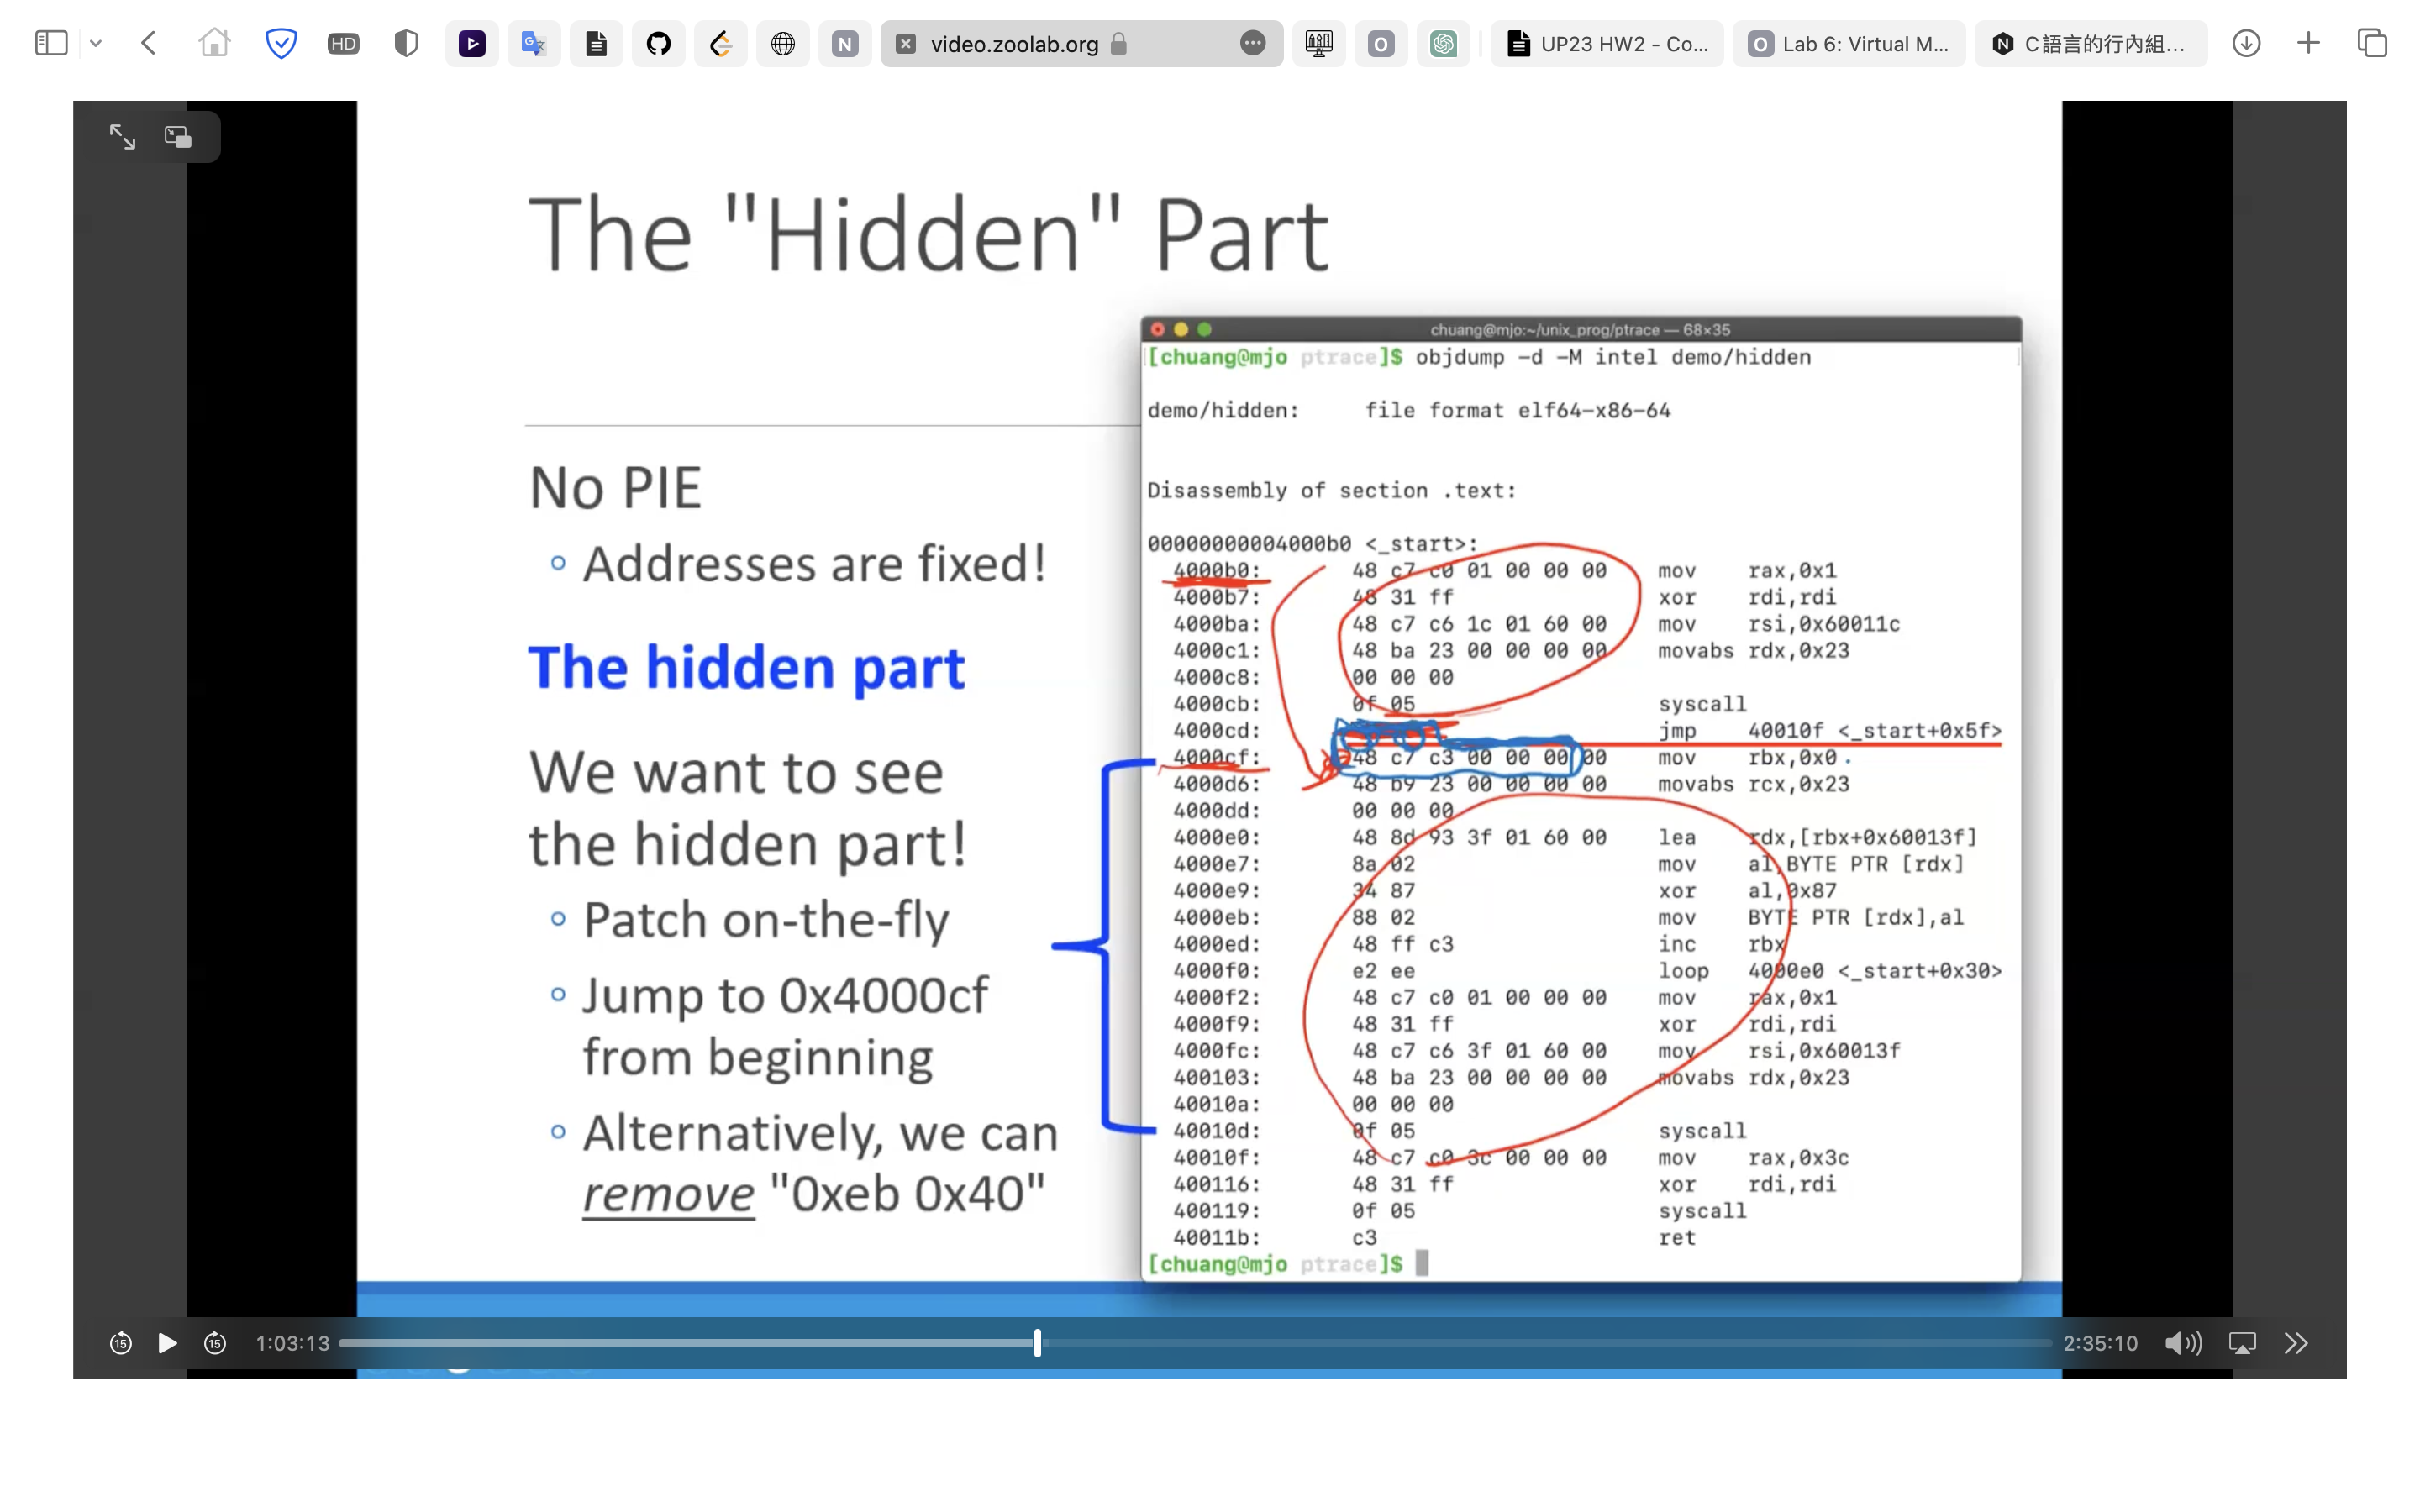 HD
N
video.zoolab.org
O
UP23 HW2 - Co...
O Lab 6: Virtual M...
N C語言的行內組...
The "Hidden" Part
No PIE
Addresses are fixed!
The hidden part
We want to see
the hidden part!
Patch on-the-fly
Jump to 0x4000cf
from beginning
Alternatively, we can
remove "0xeb 0x40"
chuang@mjo:~/unix_prog/ptrace — 68×35
[chuang@mjo ptrace]$ objdump -d -M intel demo/hidden
demo/hidden: file format elf64-x86-64
Disassembly of section .text:
00000000004000b0 <_start>:
4000b0: 48 c7 c0 01 00 00 00 mov rax,0x1
4000b7: 48 31 ff xor rdi,rdi
4000ba: 48 c7 c6 1c 01 60 00 mov rsi,0x60011c
4000c1: 48 ba 23 00 00 00 00 movabs rdx,0x23
4000c8: 00 00 00
4000cb: 0f 05 syscall
4000cd: jmp 40010f <_start+0x5f>
4000cf: 48 c7 c3 00 00 00 00 mov rbx,0x0
4000d6: 48 b9 23 00 00 00 00 movabs rcx,0x23
4000dd: 00 00 00
4000e0: 48 8d 93 3f 01 60 00 lea rdx,[rbx+0x60013f]
4000e7: 8a 02 mov al,BYTE PTR [rdx]
4000e9: 34 87 xor al,0x87
4000eb: 88 02 mov BYTE PTR [rdx],al
4000ed: 48 ff c3 inc rbx
4000f0: e2 ee loop 4000e0 <_start+0x30>
4000f2: 48 c7 c0 01 00 00 00 mov rax,0x1
4000f9: 48 31 ff xor rdi,rdi
4000fc: 48 c7 c6 3f 01 60 00 mov rsi,0x60013f
400103: 48 ba 23 00 00 00 00 movabs rdx,0x23
40010a: 00 00 00
40010d: 0f 05 syscall
40010f: 48 c7 c0 3c 00 00 00 mov rax,0x3c
400116: 48 31 ff xor rdi,rdi
400119: 0f 05 syscall
40011b: c3 ret
[chuang@mjo ptrace]$
15
15
1:03:13
2:35:10